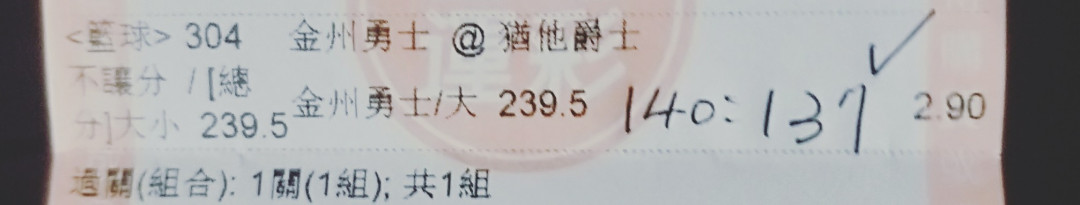 <籃球> 304 金州勇士 @ 猶他爵士
不讓分 / [總
分]大小 239.5 金州勇士/大 239.5 140:137 2.90
過關(組合): 1關(1組); 共1組